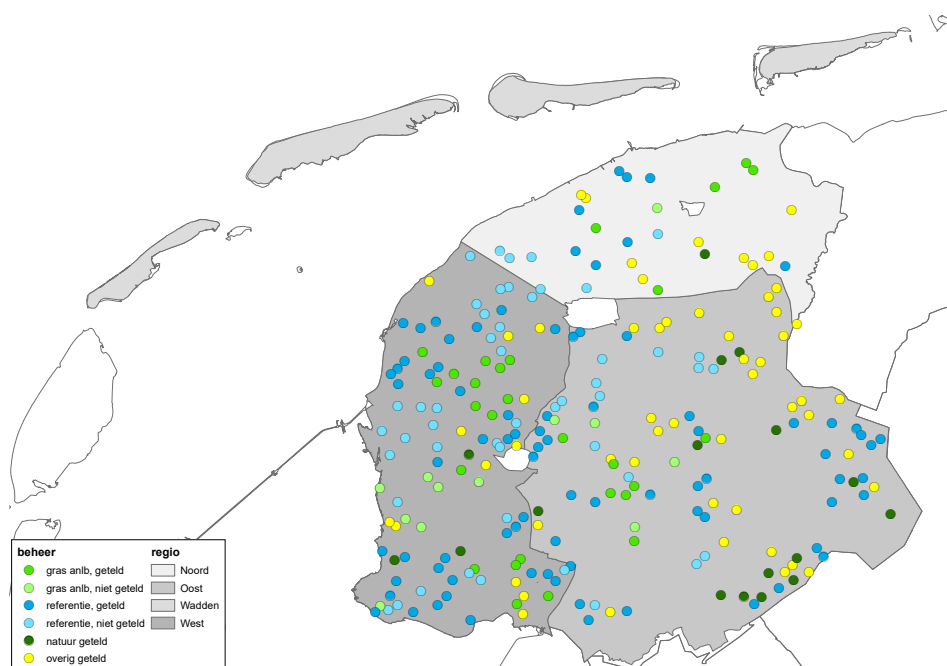 beheer
gras anlb, geteld
gras anlb, niet geteld
referentie, geteld
referentie, niet geteld
natuur geteld
overig geteld
regio
Noord
Oost
Wadden
West